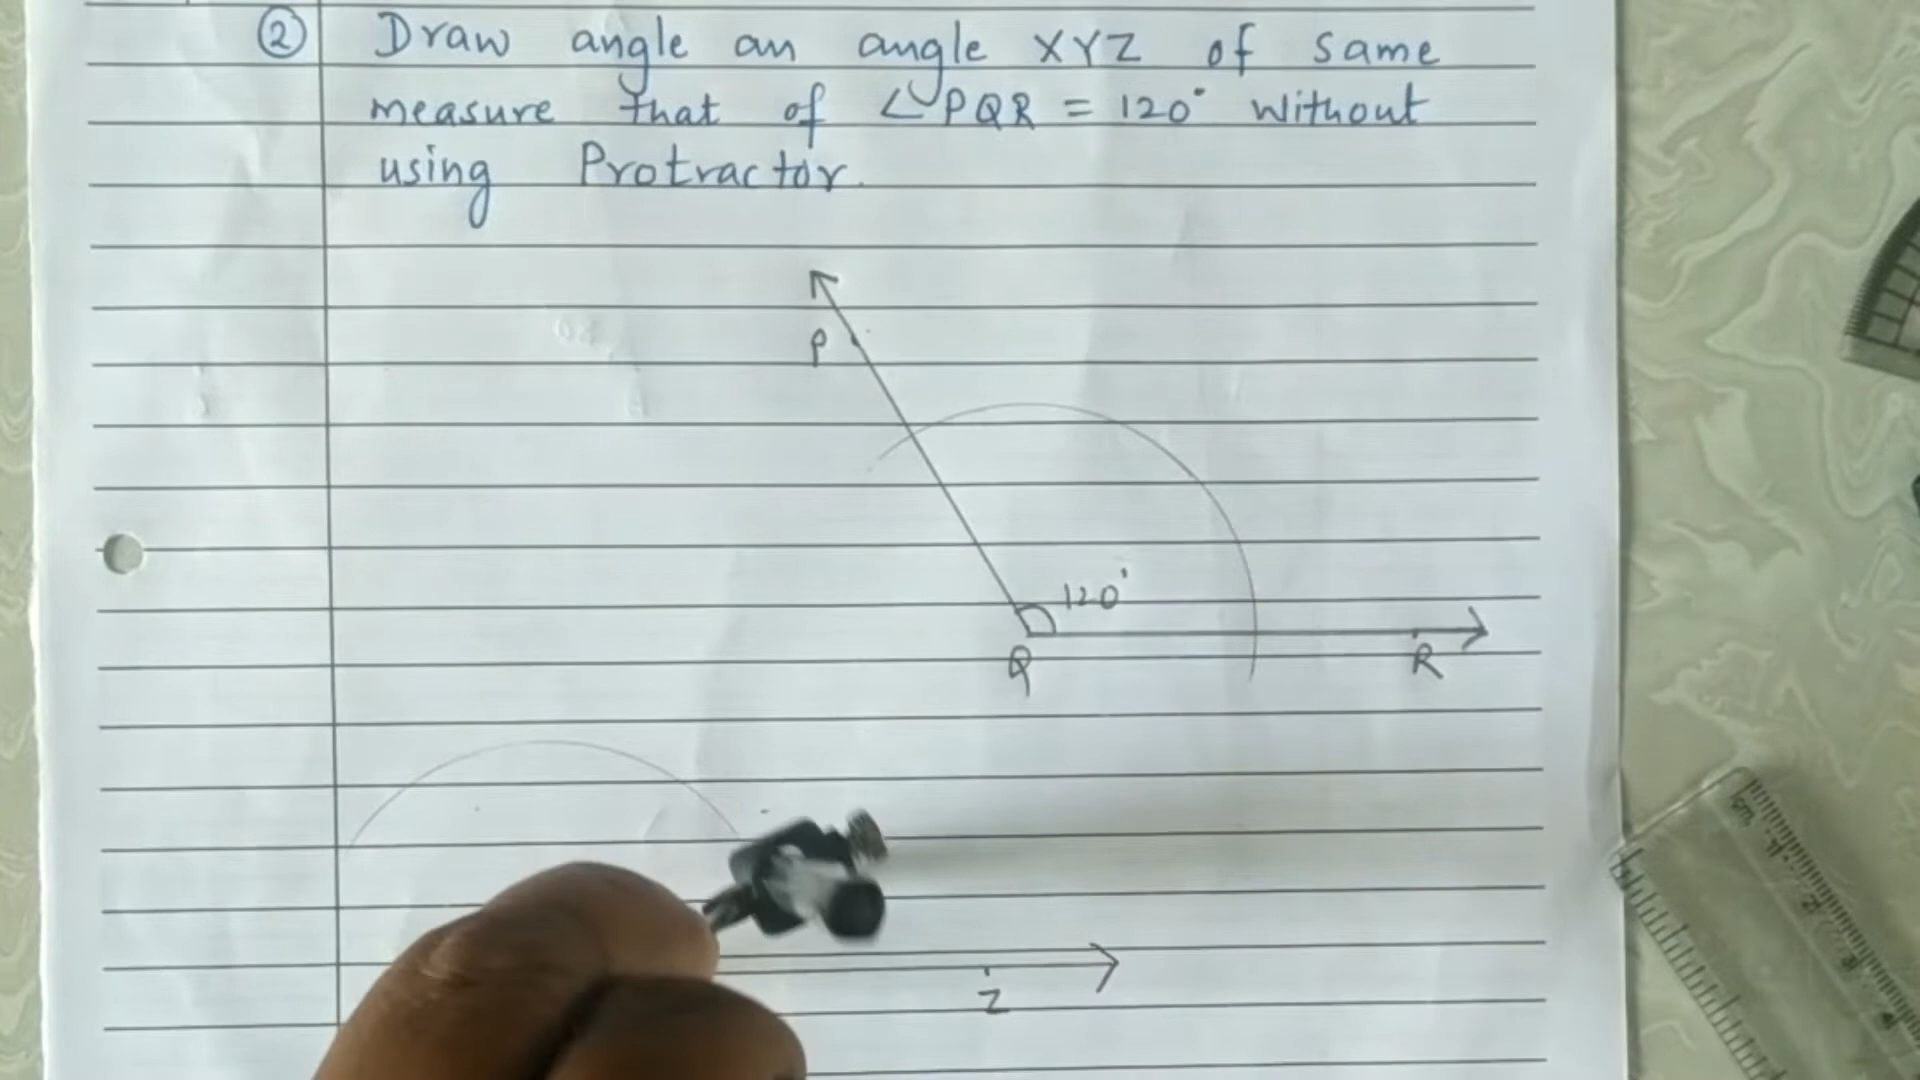 ② Draw angle an angle XYZ of same
measure that of ∠PQR = 120° without
using Protractor.
P
120°
Q
R
Z